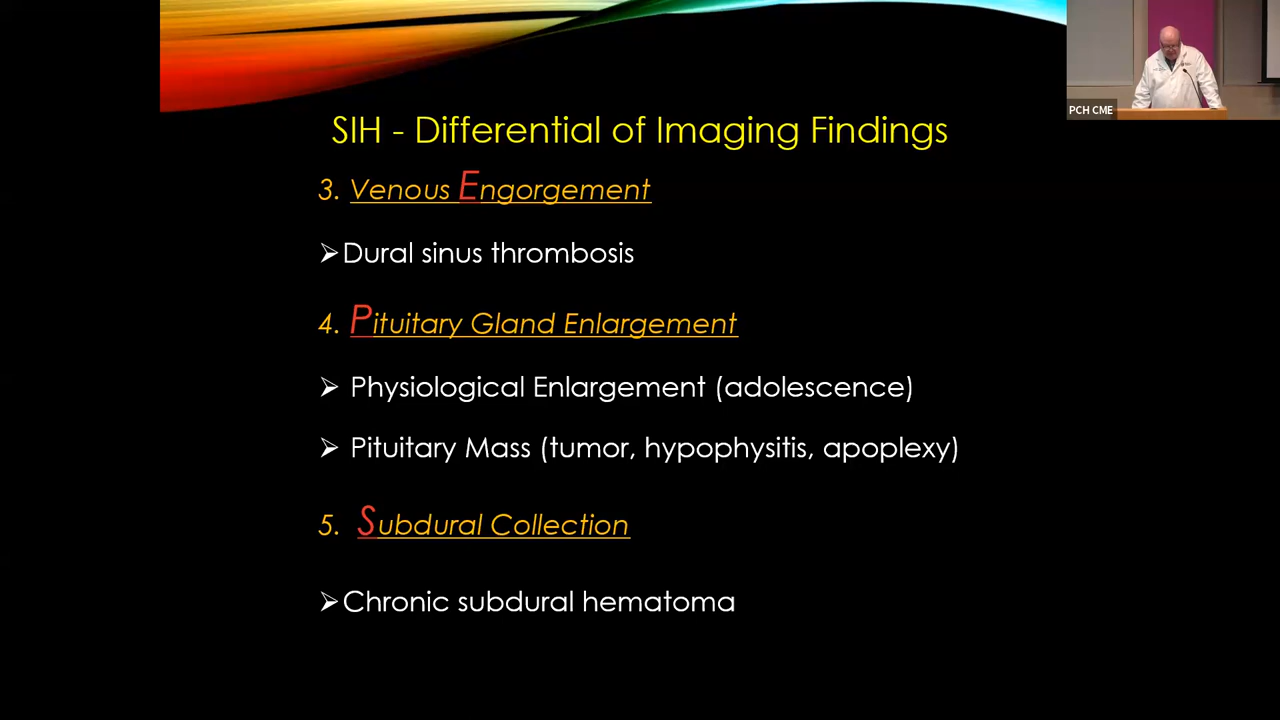 PCH CME
SIH - Differential of Imaging Findings
3. Venous Engorgement
➢Dural sinus thrombosis
4. Pituitary Gland Enlargement
➢ Physiological Enlargement (adolescence)
➢ Pituitary Mass (tumor, hypophysitis, apoplexy)
5. Subdural Collection
➢Chronic subdural hematoma